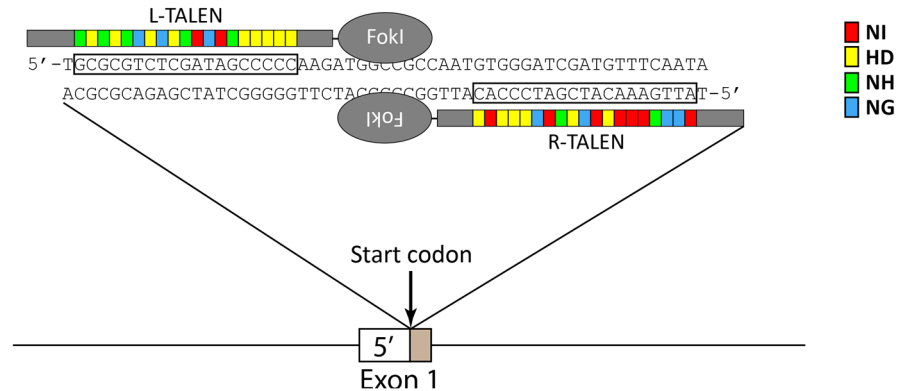 L-TALEN
FokI
5'-TGCGCGTCTCGATAGCCCCCAAGATGGCCGCCAATGTGGGATCGATGTTTCAATA
ACGCGCAGAGCTATCGGGGGTTCTACCGGCGGTTACACCCTAGCTACAAAGTTAT-5'
FokI
R-TALEN
NI
HD
NH
NG
Start codon
5'
Exon 1